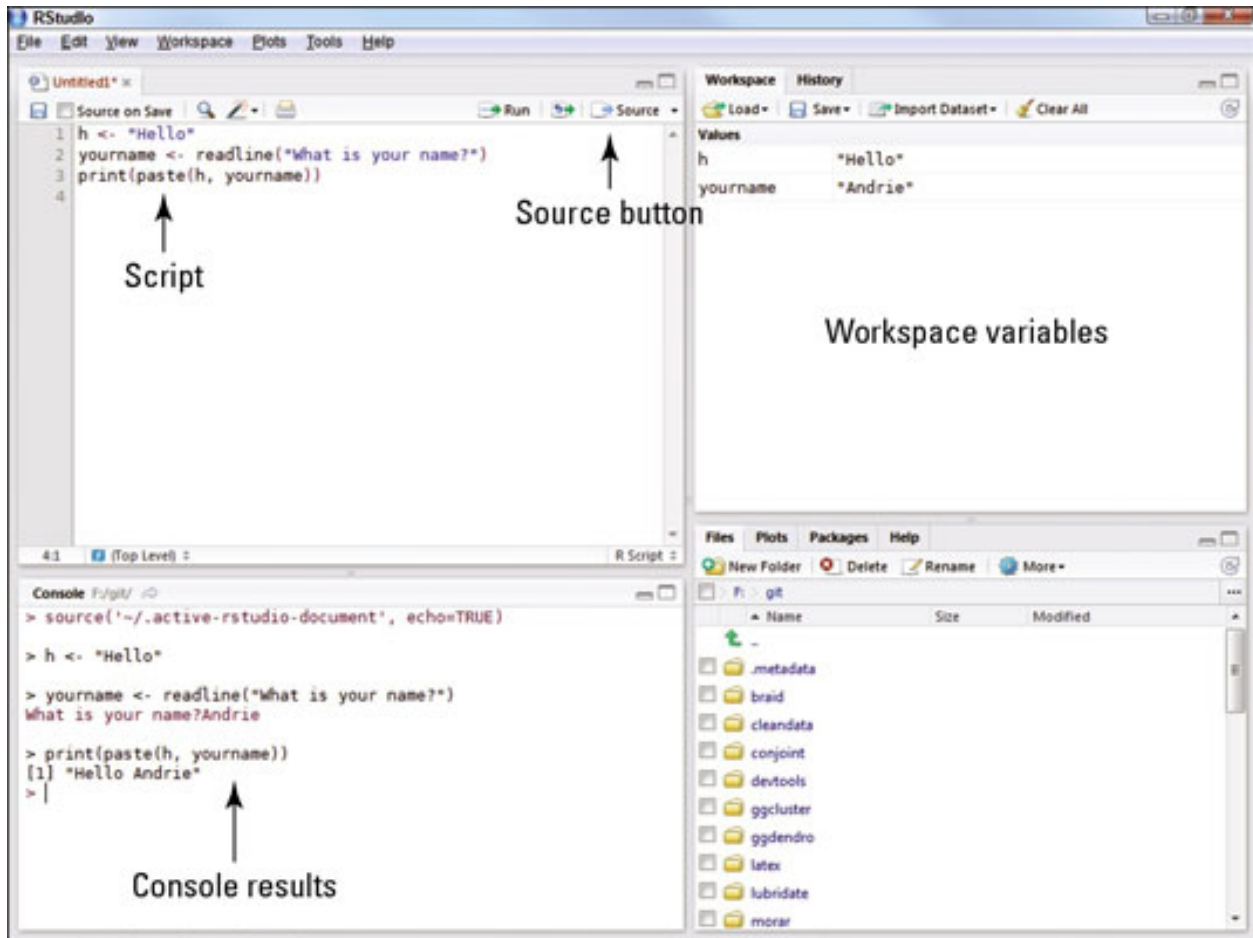 RStudio
File Edit View Workspace Plots Tools Help
Untitled1*
Source on Save Run Source
1 h <- "Hello"
2 yourname <- readline("What is your name?")
3 print(paste(h, yourname))
4
Script
Source button
4:1 (Top Level) R Script
Console F:/git/
> source('~/.active-rstudio-document', echo=TRUE)
> h <- "Hello"
> yourname <- readline("What is your name?")
What is your name?Andrie
> print(paste(h, yourname))
[1] "Hello Andrie"
>
Console results
Workspace History
Load Save Import Dataset Clear All
Values
h "Hello"
yourname "Andrie"
Workspace variables
Files Plots Packages Help
New Folder Delete Rename More
F: git
Name Size Modified
..
.metadata
braid
cleandata
conjoint
devtools
ggcluster
ggdendro
latex
lubridate
morar